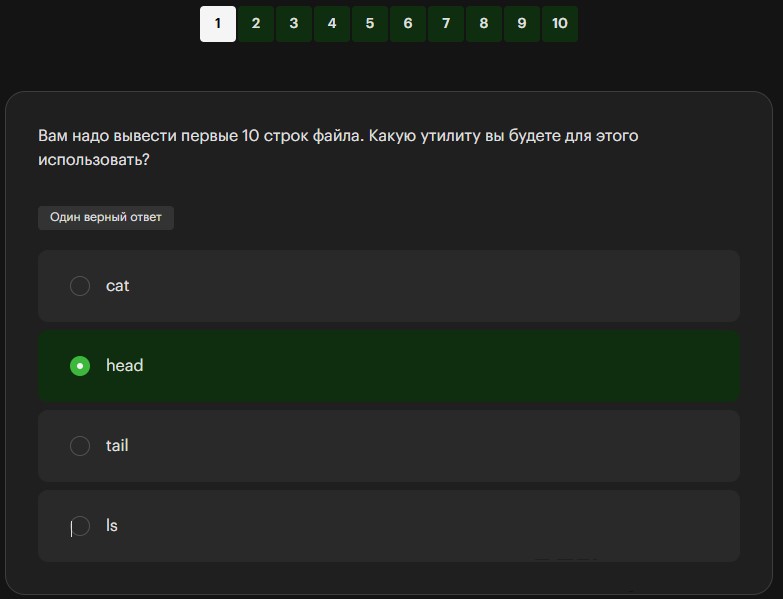 1 2 3 4 5 6 7 8 9 10
Вам надо вывести первые 10 строк файла. Какую утилиту вы будете для этого
использовать?
Один верный ответ
cat
head
tail
ls